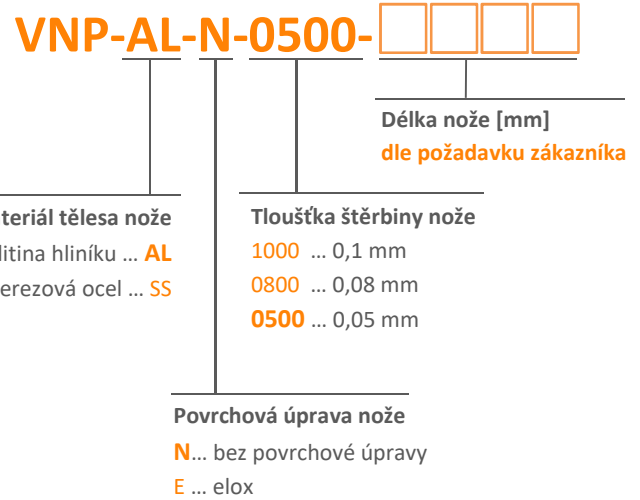 VNP-AL-N-0500-
Délka nože [mm]
dle požadavku zákazníka
teriál tělesa nože
litina hliníku ... AL
erezová ocel ... SS
Tloušťka štěrbiny nože
1000 ... 0,1 mm
0800 ... 0,08 mm
0500 ... 0,05 mm
Povrchová úprava nože
N... bez povrchové úpravy
E ... elox